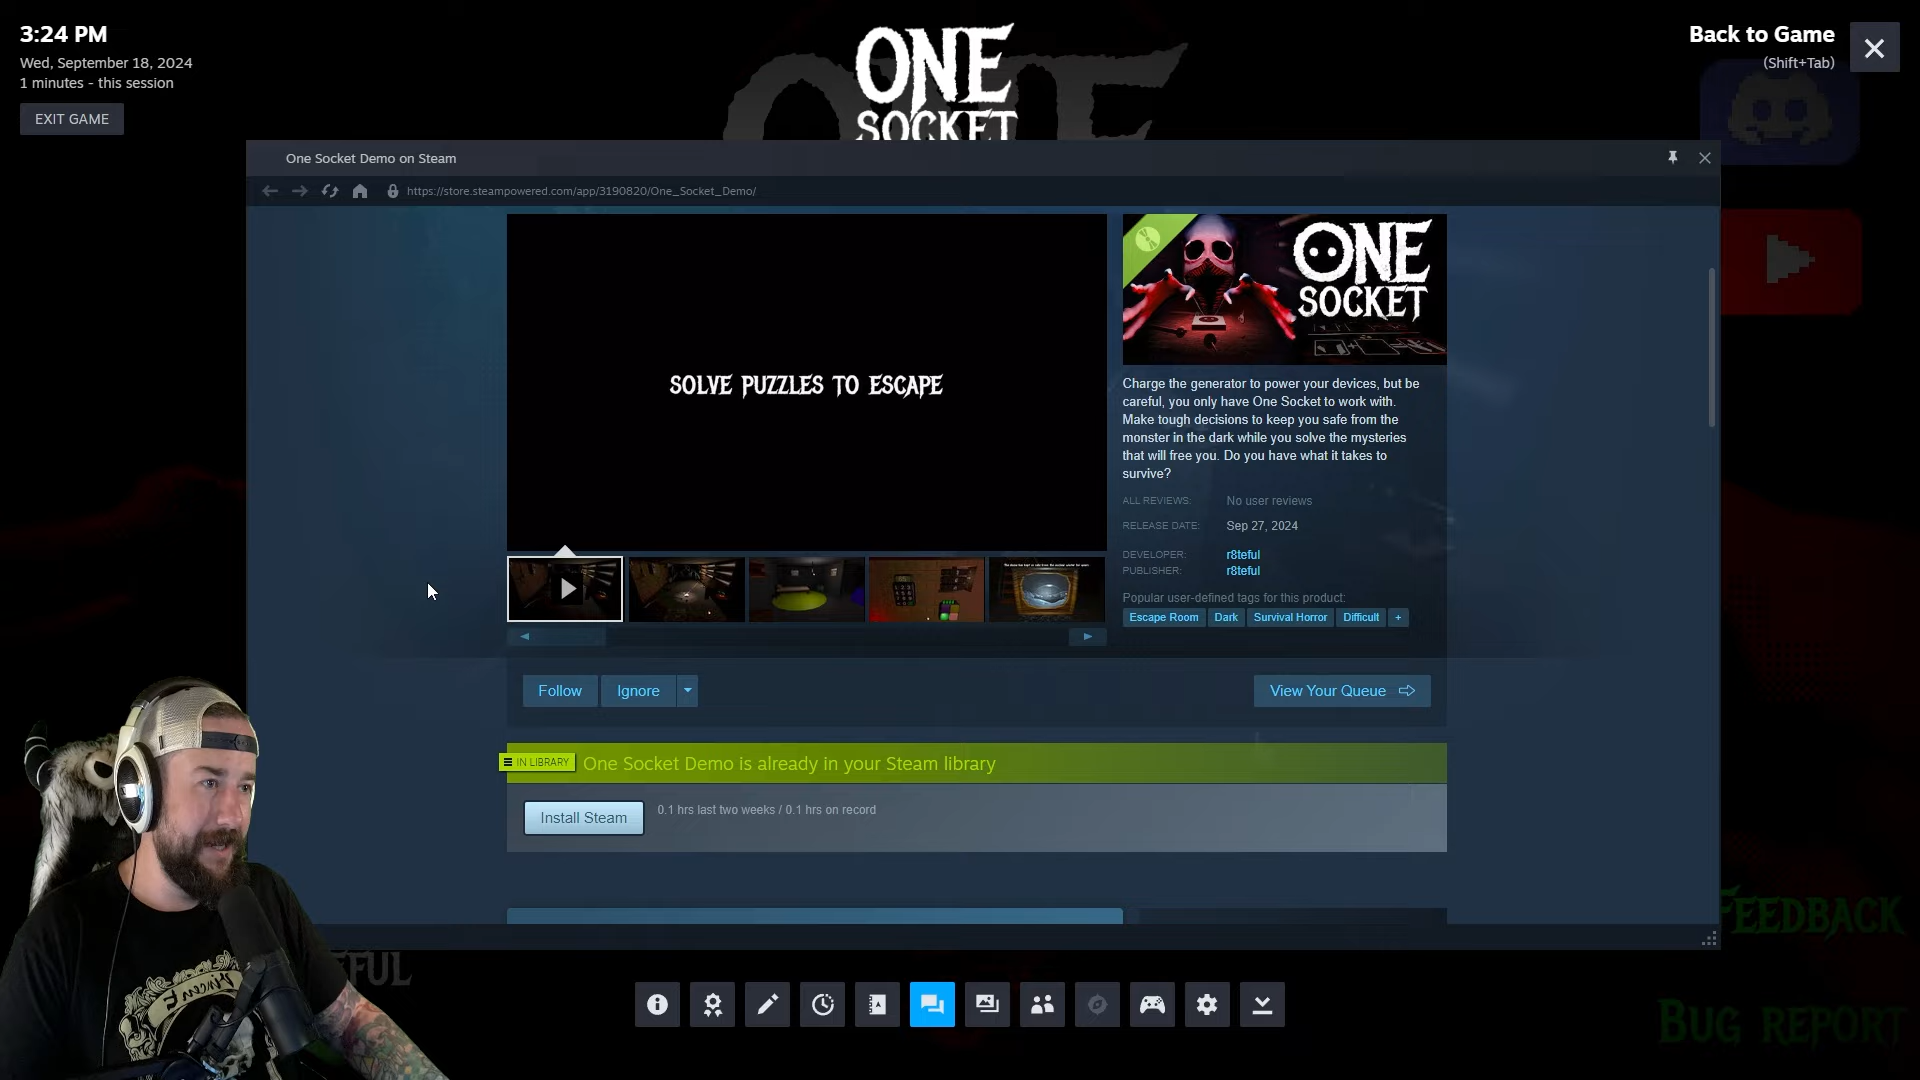 3:24 PM
Wed, September 18, 2024
1 minutes - this session
EXIT GAME
ONE
SOCKET
Back to Game
(Shift+Tab)
One Socket Demo on Steam
https://store.steampowered.com/app/3190820/One_Socket_Demo/
SOLVE PUZZLES TO ESCAPE
ONE
SOCKET
Charge the generator to power your devices, but be
careful, you only have One Socket to work with.
Make tough decisions to keep you safe from the
monster in the dark while you solve the mysteries
that will free you. Do you have what it takes to
survive?
ALL REVIEWS: No user reviews
RELEASE DATE: Sep 27, 2024
DEVELOPER: r8teful
PUBLISHER: r8teful
Popular user-defined tags for this product:
Escape Room Dark Survival Horror Difficult +
Follow Ignore View Your Queue
IN LIBRARY One Socket Demo is already in your Steam library
Install Steam 0.1 hrs last two weeks / 0.1 hrs on record
FEEDBACK
BUG REPORT